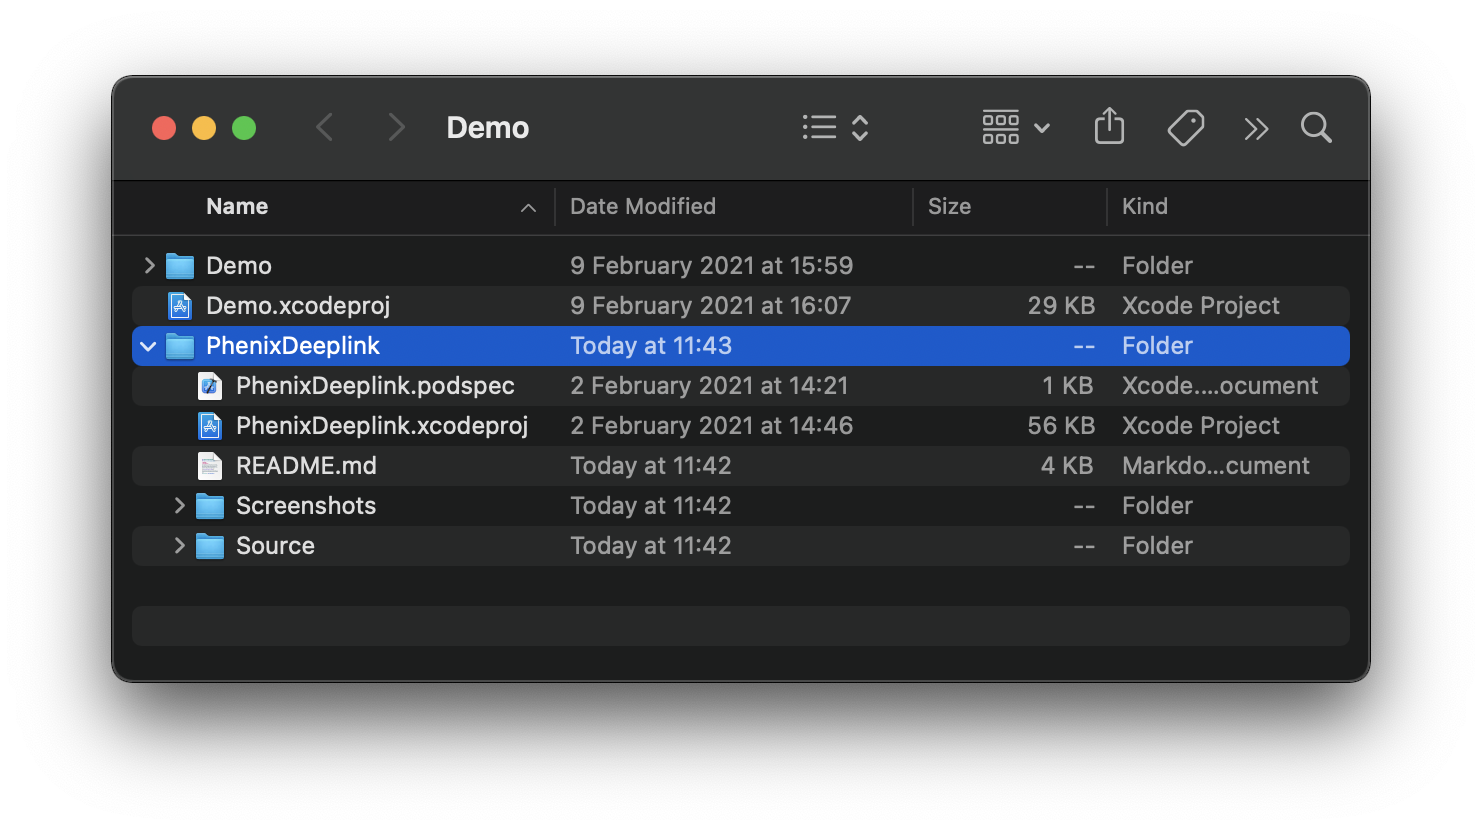 Demo
Name Date Modified Size Kind
Demo 9 February 2021 at 15:59 -- Folder
Demo.xcodeproj 9 February 2021 at 16:07 29 KB Xcode Project
PhenixDeeplink Today at 11:43 -- Folder
PhenixDeeplink.podspec 2 February 2021 at 14:21 1 KB Xcode....ocument
PhenixDeeplink.xcodeproj 2 February 2021 at 14:46 56 KB Xcode Project
README.md Today at 11:42 4 KB Markdo...cument
Screenshots Today at 11:42 -- Folder
Source Today at 11:42 -- Folder